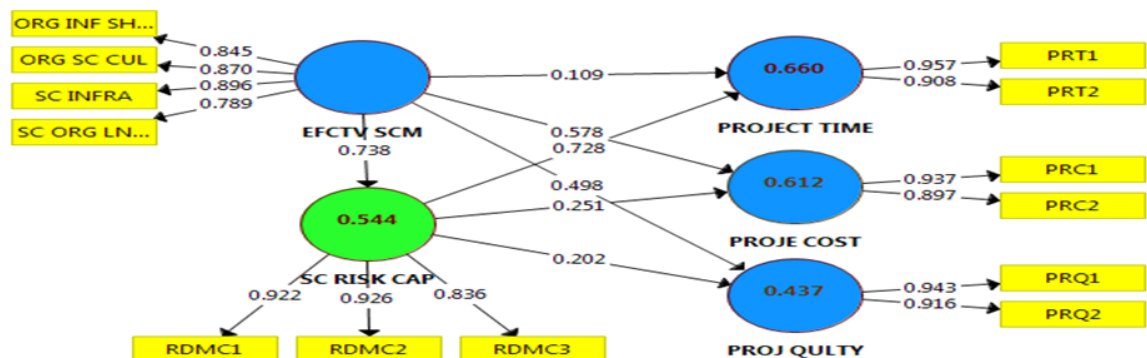 ORG INF SH...
ORG SC CUL
SC INFRA
SC ORG LN...
0.845
0.870
0.896
0.789
EFCTV SCM
0.738
0.109
0.578
0.728
0.498
0.251
0.202
0.544
SC RISK CAP
0.922
0.926
0.836
RDMC1
RDMC2
RDMC3
0.660
PROJECT TIME
0.957
0.908
PRT1
PRT2
0.612
PROJE COST
0.937
0.897
PRC1
PRC2
0.437
PROJ QULTY
0.943
0.916
PRQ1
PRQ2